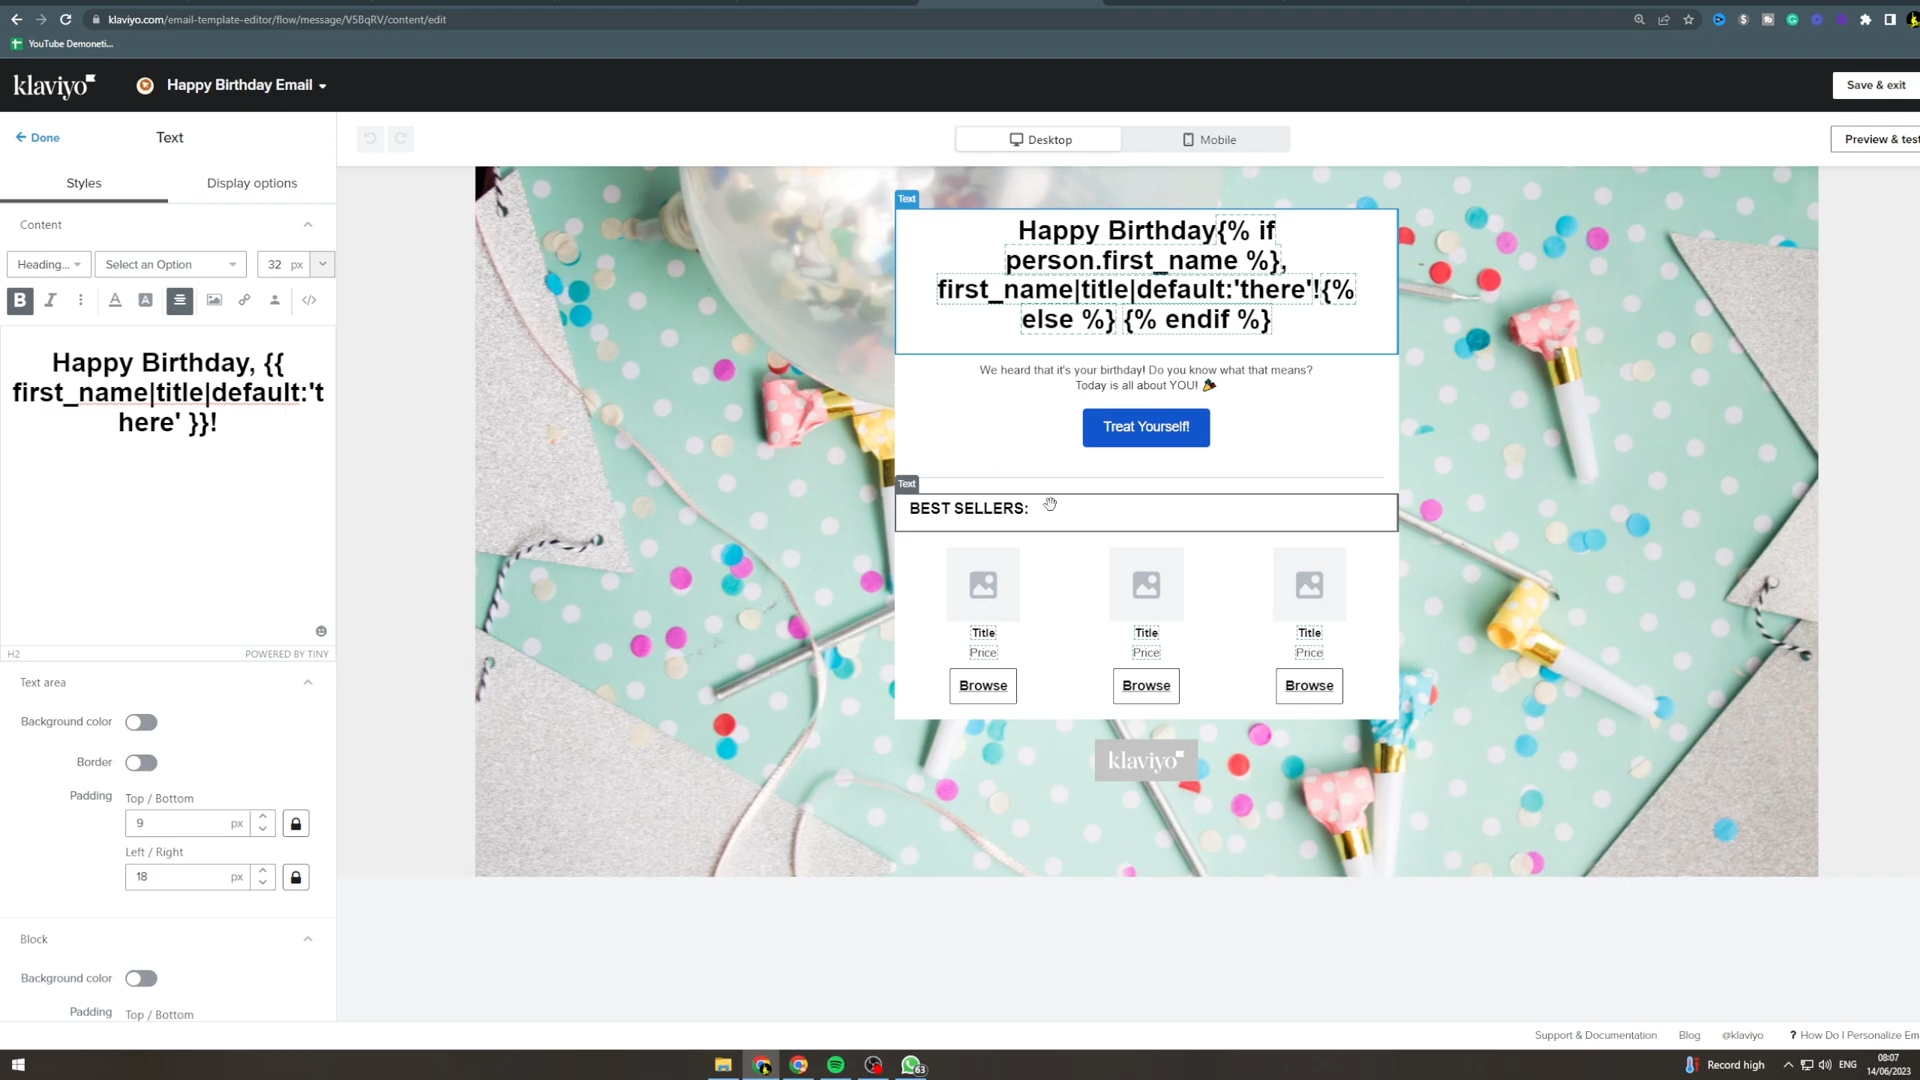 klaviyo.com/email-template-editor/flow/message/VSBqRV/content/edit
YouTube Demoneti...
klaviyo
Happy Birthday Email
Save & exit
Done
Text
Desktop
Mobile
Preview & test
Styles
Display options
Content
Heading...
Select an Option
32 px
B
I
A
A
</>
Happy Birthday, {{
first_name|title|default:'t
here' }}!
H2
POWERED BY TINY
Text area
Background color
Border
Padding
Top / Bottom
9 px
Left / Right
18 px
Block
Background color
Padding
Top / Bottom
Text
Happy Birthday{% if
person.first_name %},
first_name|title|default:'there'!{%
else %} {% endif %}
We heard that it's your birthday! Do you know what that means?
Today is all about YOU!
Treat Yourself!
Text
BEST SELLERS:
Title
Title
Title
Price
Price
Price
Browse
Browse
Browse
klaviyo
Support & Documentation
Blog
@klaviyo
? How Do I Personalize Em
63
Record high
ENG
08:07
14/06/2023